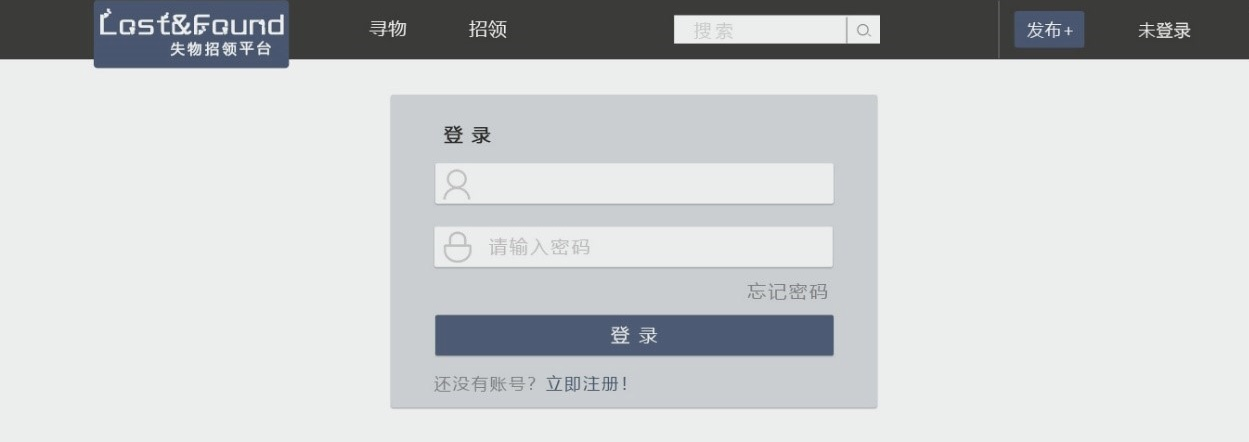 Lost&Found
失物招领平台
寻物
招领
搜索
发布+
未登录
登录
请输入密码
忘记密码
登录
还没有账号？立即注册！